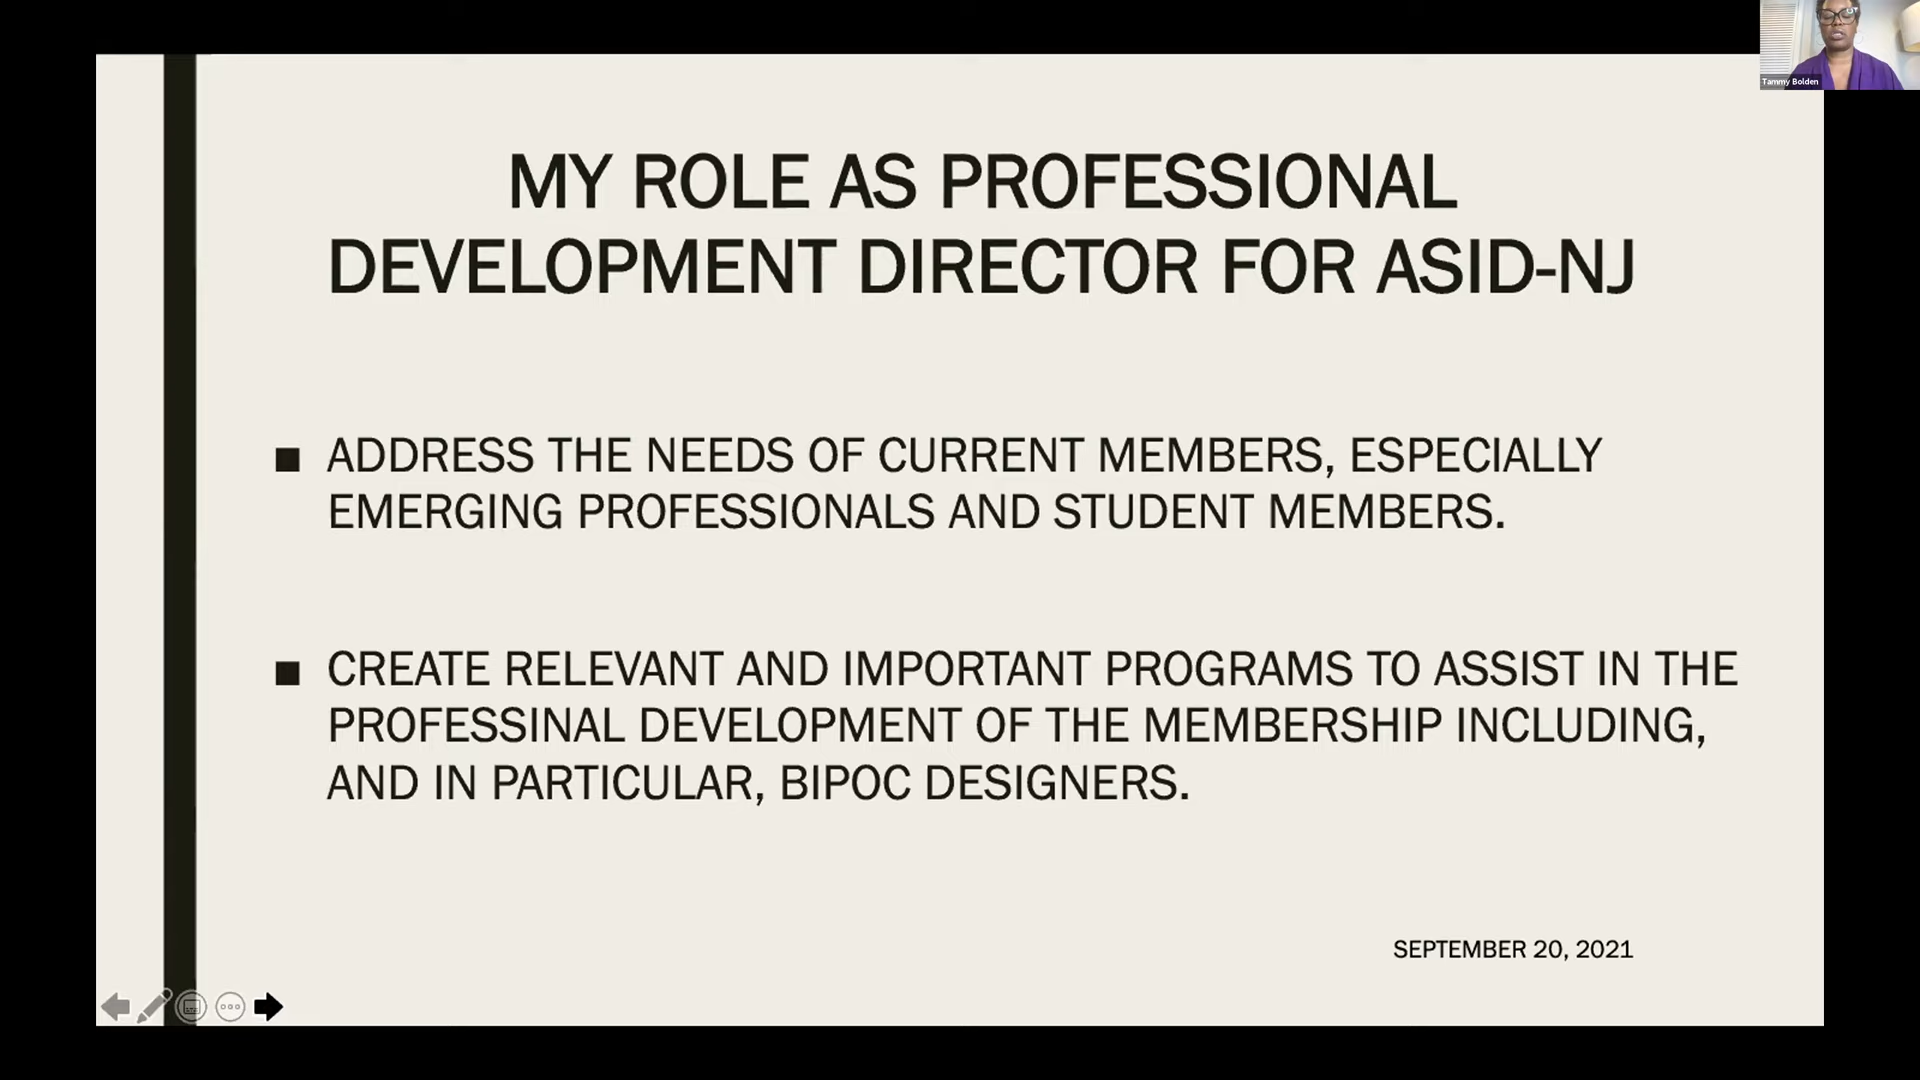 Tammy Bolden
MY ROLE AS PROFESSIONAL
DEVELOPMENT DIRECTOR FOR ASID-NJ
■ ADDRESS THE NEEDS OF CURRENT MEMBERS, ESPECIALLY
EMERGING PROFESSIONALS AND STUDENT MEMBERS.
■ CREATE RELEVANT AND IMPORTANT PROGRAMS TO ASSIST IN THE
PROFESSINAL DEVELOPMENT OF THE MEMBERSHIP INCLUDING,
AND IN PARTICULAR, BIPOC DESIGNERS.
SEPTEMBER 20, 2021